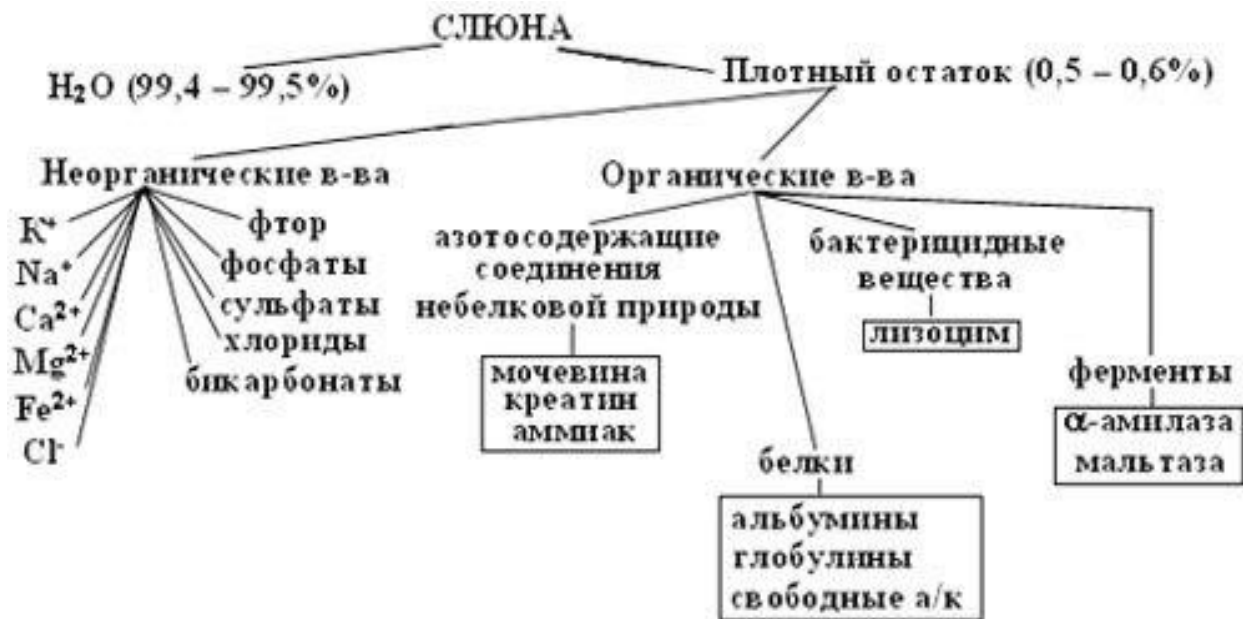 СЛЮНА
H₂O (99,4 – 99,5%)
Плотный остаток (0,5 – 0,6%)
Неорганические в-ва
K⁺
Na⁺
Ca²⁺
Mg²⁺
Fe²⁺
Cl⁻
фтор
фосфаты
сульфаты
хлориды
бикарбонаты
Органические в-ва
азотосодержащие
соединения
небелковой природы
мочевина
креатин
аммиак
белки
альбумины
глобулины
свободные а/к
бактерицидные
вещества
лизоцим
ферменты
α-амилаза
мальтаза